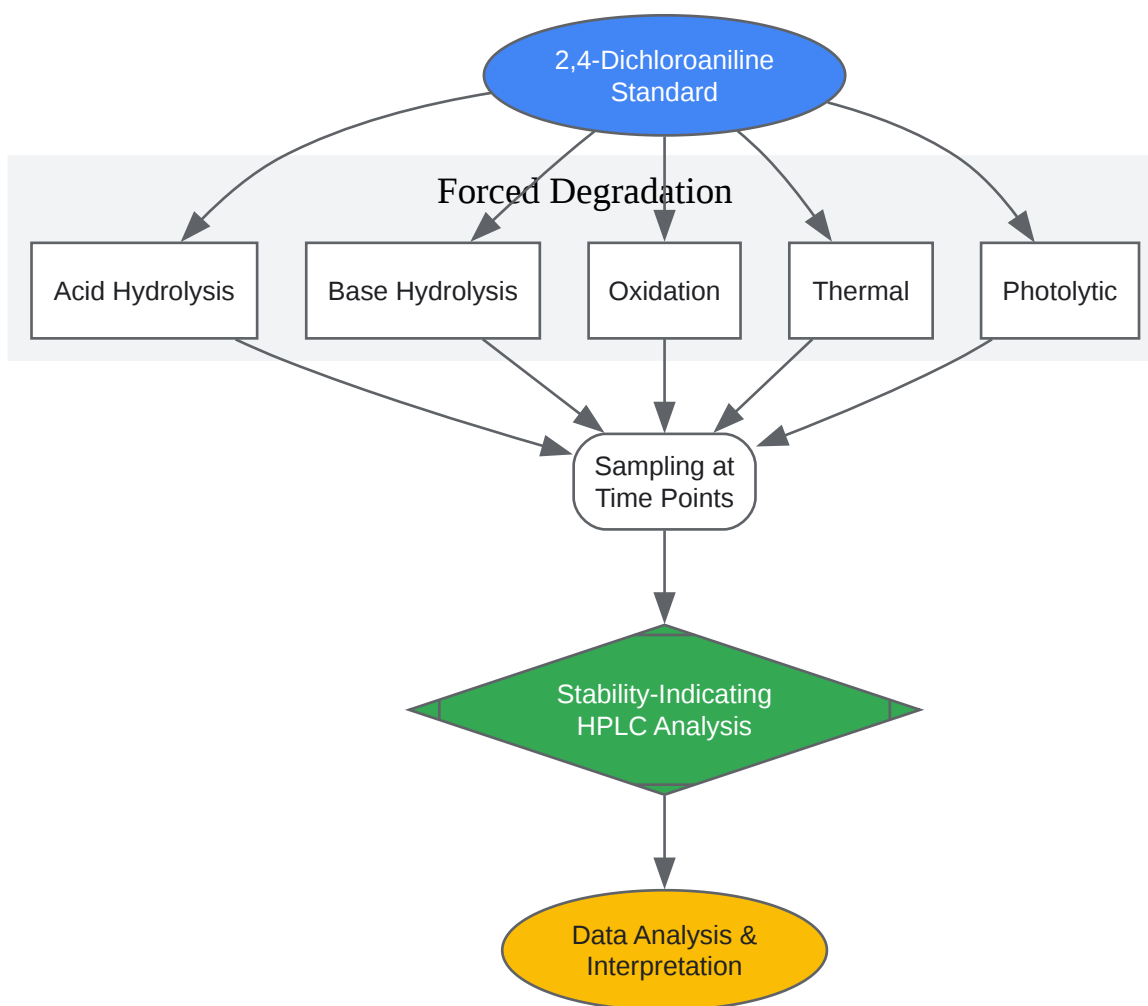 2,4-Dichloroaniline
Standard
Forced Degradation
Acid Hydrolysis
Base Hydrolysis
Oxidation
Thermal
Photolytic
Sampling at
Time Points
Stability-Indicating
HPLC Analysis
Data Analysis &
Interpretation